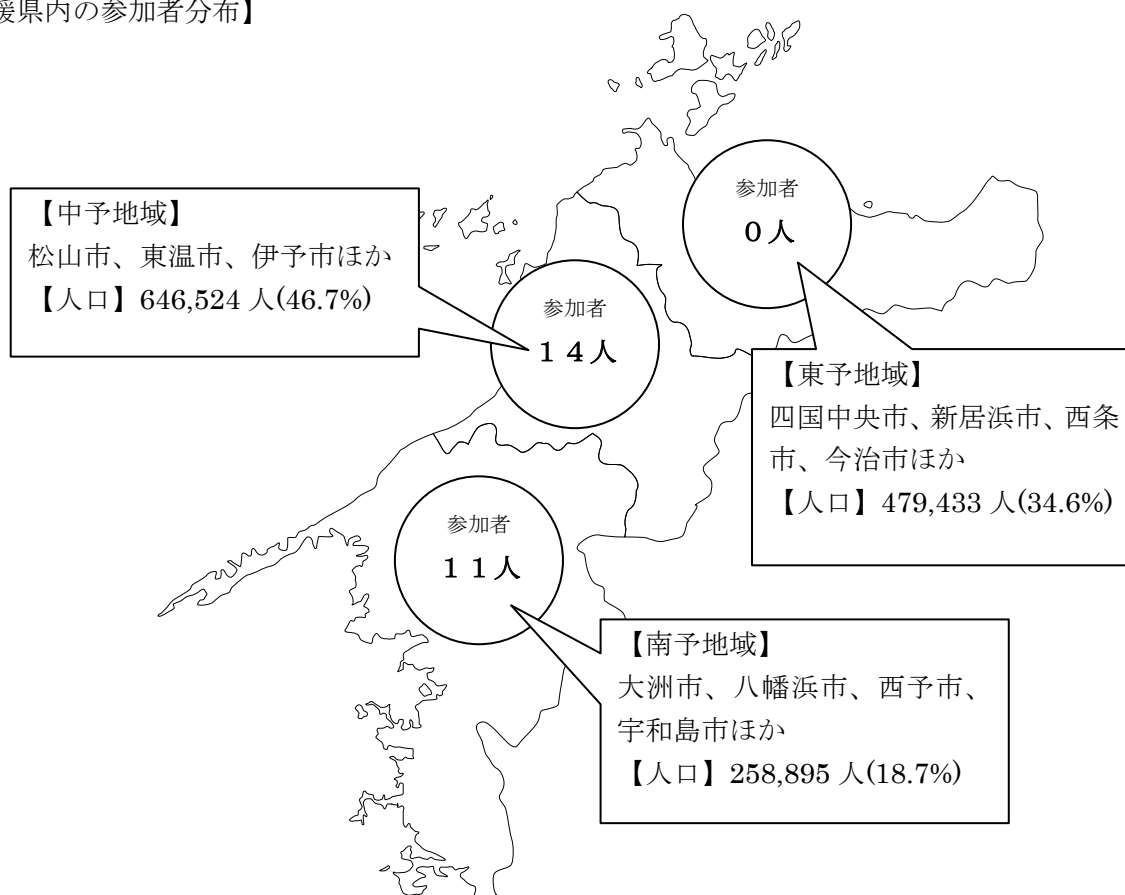 媛県内の参加者分布】
参加者
０人
【中予地域】
松山市、東温市、伊予市ほか
【人口】646,524 人(46.7%)
参加者
１４人
【東予地域】
四国中央市、新居浜市、西条
市、今治市ほか
【人口】479,433 人(34.6%)
参加者
１１人
【南予地域】
大洲市、八幡浜市、西予市、
宇和島市ほか
【人口】258,895 人(18.7%)